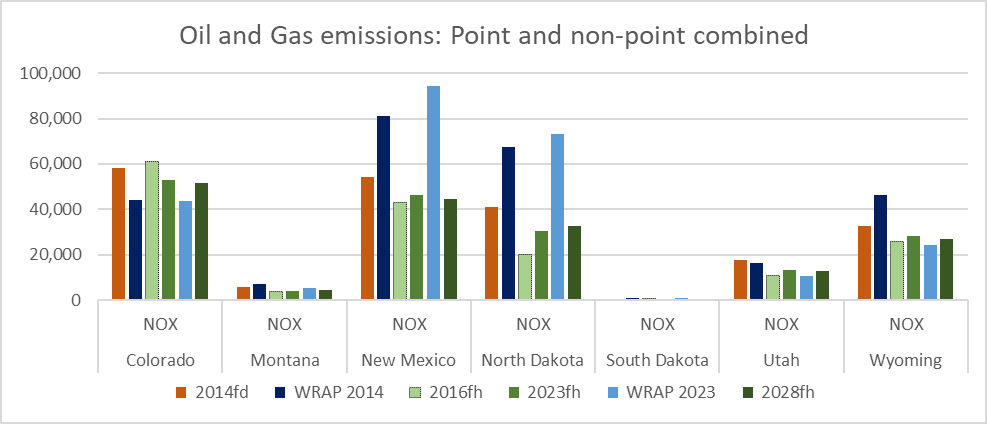 Oil and Gas emissions: Point and non-point combined
100,000
80,000
60,000
40,000
20,000
0
NOX NOX NOX NOX NOX NOX NOX
Colorado Montana New Mexico North Dakota South Dakota Utah Wyoming
2014fd WRAP 2014 2016fh 2023fh WRAP 2023 2028fh